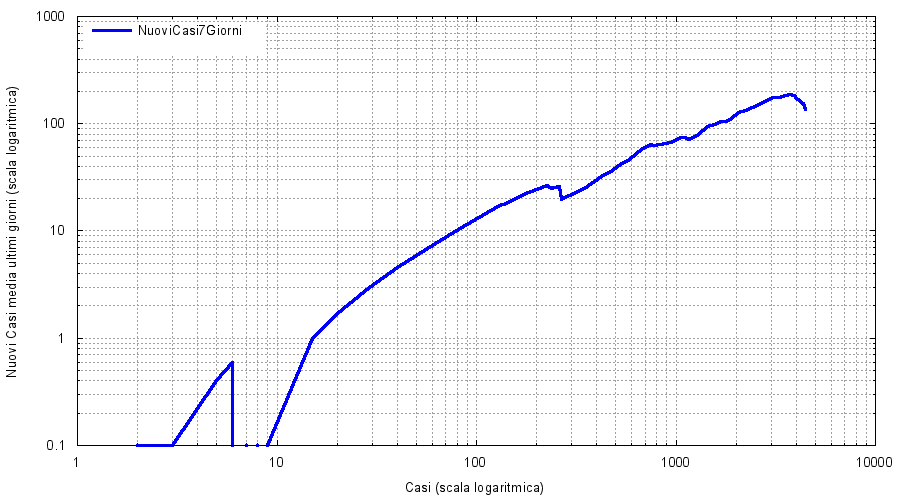 1000
NuoviCasi7Giorni
100
10
1
0.1
Nuovi Casi media ultimi giorni (scala logaritmica)
1 10 100 1000 10000
Casi (scala logaritmica)